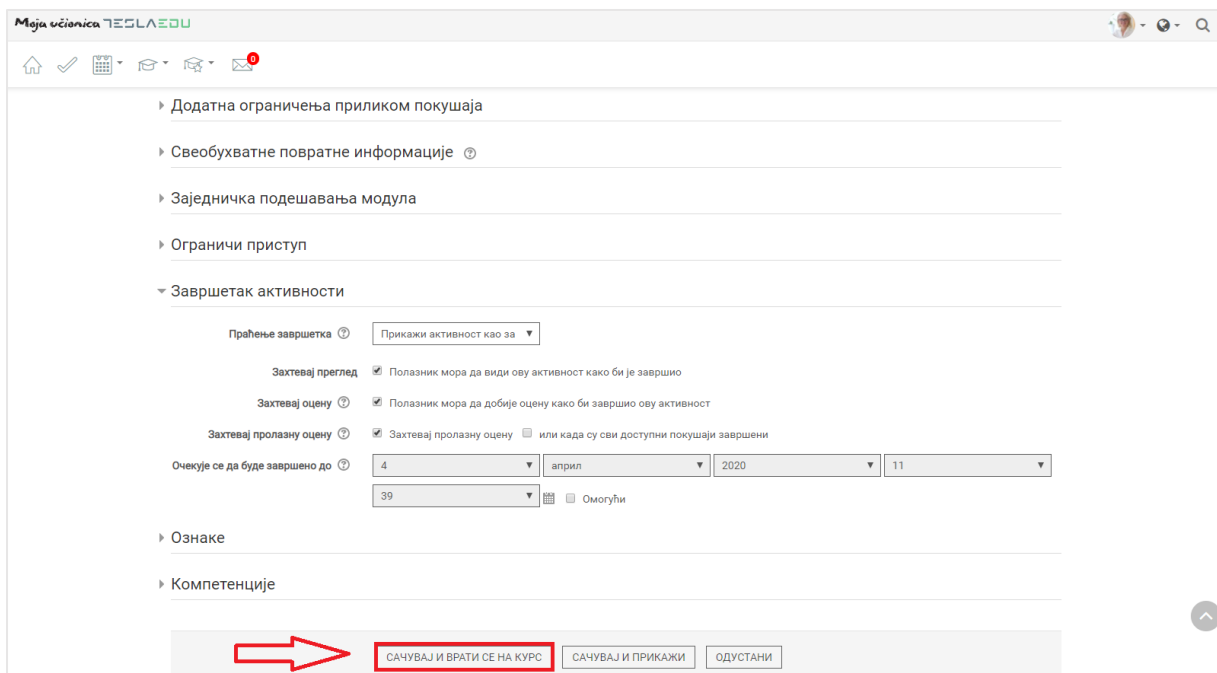 Moja učionica TESLAEDU
0
Додатна ограничења приликом покушаја
Свеобухватне повратне информације
Заједничка подешавања модула
Ограничи приступ
Завршетак активности
Праћење завршетка Прикажи активност као за
Захтевај преглед Полазник мора да види ову активност како би је завршио
Захтевај оцену Полазник мора да добије оцену како би завршио ову активност
Захтевај пролазну оцену Захтевај пролазну оцену или када су сви доступни покушаји завршени
Очекује се да буде завршено до 4 април 2020 11
39 Омогући
Ознаке
Компетенције
САЧУВАЈ И ВРАТИ СЕ НА КУРС САЧУВАЈ И ПРИКАЖИ ОДУСТАНИ